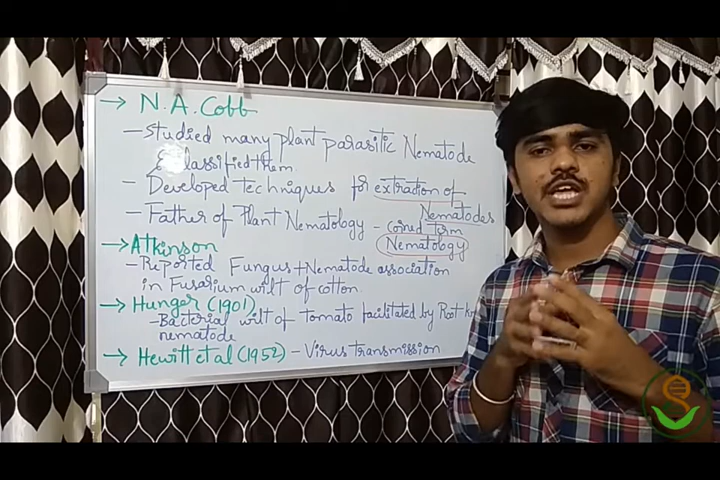 → N.A. Cobb
– Studied many plant parasitic Nematode
& classified them.
– Developed techniques for extraction of
Nematodes
– Father of Plant Nematology – coined term
Nematology
→ Atkinson
– Reported Fungus + Nematode association
in Fusarium wilt of cotton.
→ Hunger (1901)
– Bacterial wilt of tomato facilitated by Root
nematode
→ Hewitt et al (1952) – Virus transmission